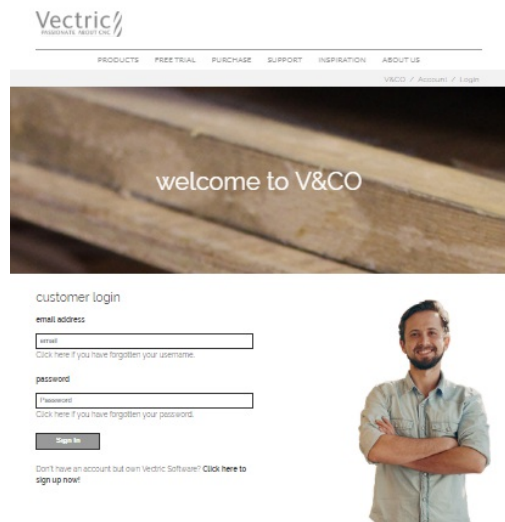 Vectric
PASSIONATE ABOUT CNC
PRODUCTS FREE TRIAL PURCHASE SUPPORT INSPIRATION ABOUT US
V&CO / Account / Login
welcome to V&CO
customer login
email address
email
Click here if you have forgotten your username.
password
Password
Click here if you have forgotten your password.
Sign In
Don't have an account but own Vectric Software? Click here to
sign up now!